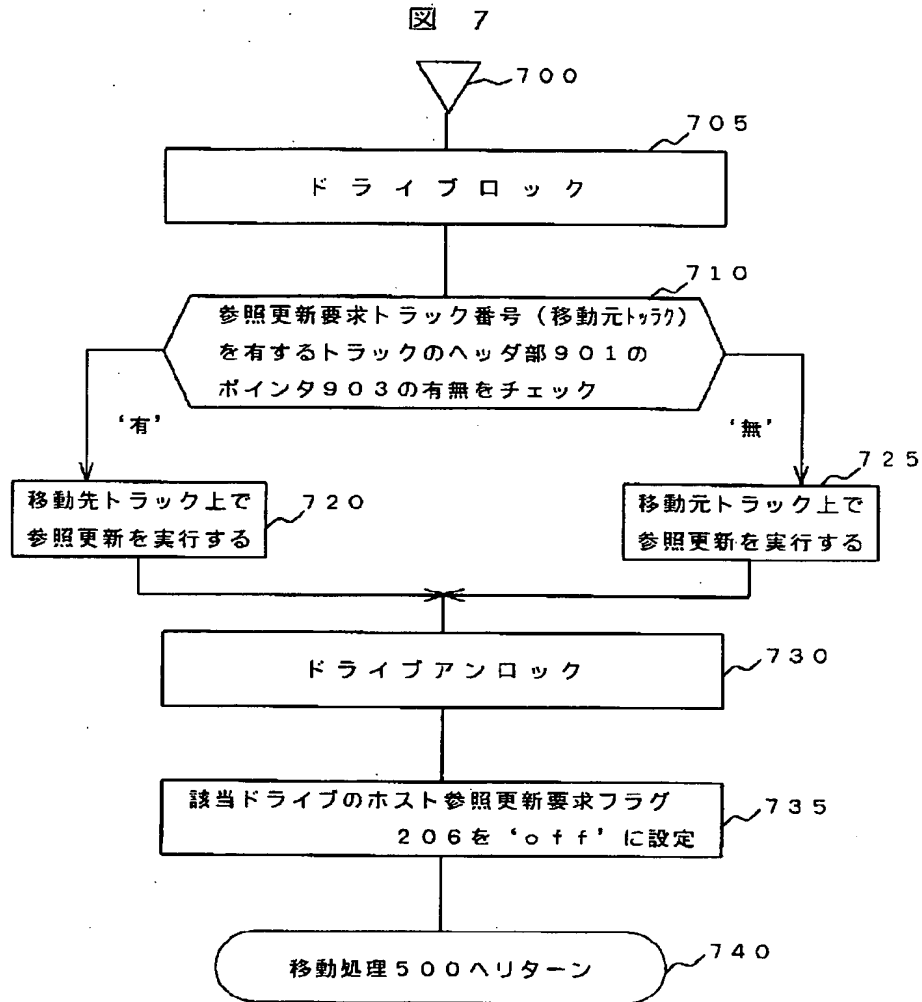 図 7
700
705
ドライブロック
710
参照更新要求トラック番号（移動元トッラク）
を有するトラックのヘッダ部901の
ポインタ903の有無をチェック
‘有’
‘無’
725
移動先トラック上で
参照更新を実行する
720
移動元トラック上で
参照更新を実行する
730
ドライブアンロック
該当ドライブのホスト参照更新要求フラグ
206を‘off’に設定
735
740
移動処理500へリターン